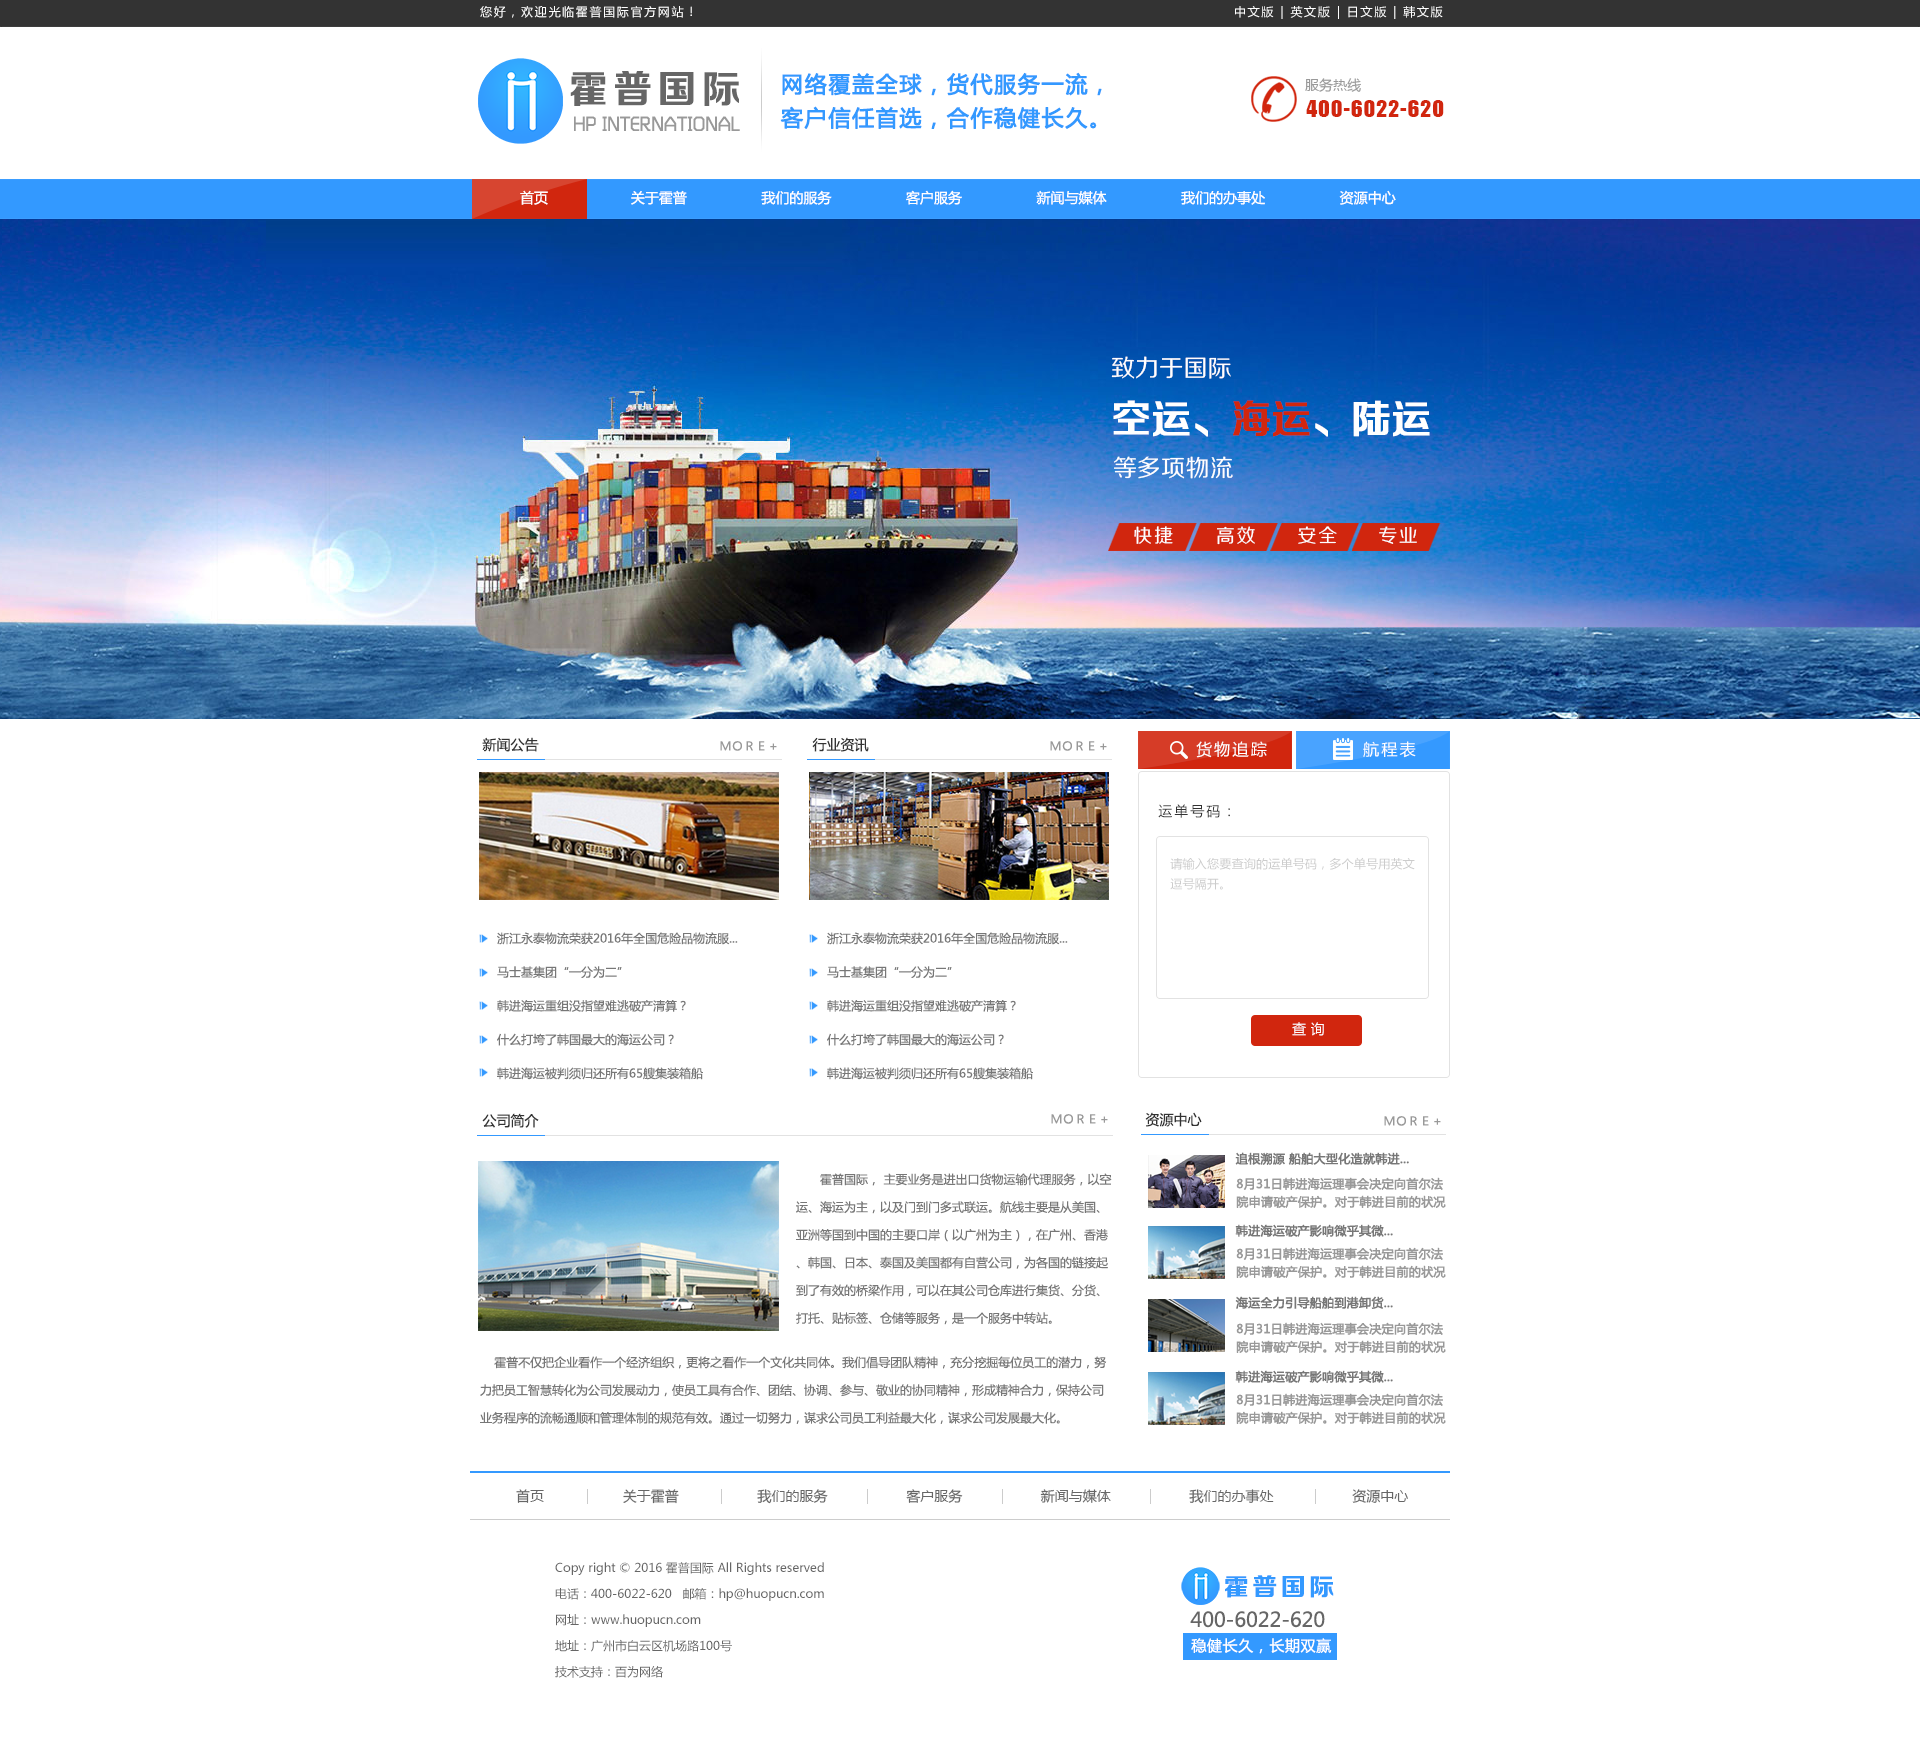 您好，欢迎光临霍普国际官方网站！
中文版 | 英文版 | 日文版 | 韩文版
霍普国际
HP INTERNATIONAL
网络覆盖全球，货代服务一流，
客户信任首选，合作稳健长久。
服务热线
400-6022-620
首页 关于霍普 我们的服务 客户服务 新闻与媒体 我们的办事处 资源中心
致力于国际
空运、海运、陆运
等多项物流
快捷 高效 安全 专业
新闻公告 MORE+
浙江永泰物流荣获2016年全国危险品物流服...
马士基集团“一分为二”
韩进海运重组没指望难逃破产清算？
什么打垮了韩国最大的海运公司？
韩进海运被判须归还所有65艘集装箱船
行业资讯 MORE+
浙江永泰物流荣获2016年全国危险品物流服...
马士基集团“一分为二”
韩进海运重组没指望难逃破产清算？
什么打垮了韩国最大的海运公司？
韩进海运被判须归还所有65艘集装箱船
货物追踪 航程表
运单号码：
请输入您要查询的运单号码，多个单号用英文
逗号隔开。
查 询
公司简介 MORE+
霍普国际， 主要业务是进出口货物运输代理服务，以空
运、海运为主，以及门到门多式联运。航线主要是从美国、
亚洲等国到中国的主要口岸（以广州为主），在广州、香港
、韩国、日本、泰国及美国都有自营公司，为各国的链接起
到了有效的桥梁作用，可以在其公司仓库进行集货、分货、
打托、贴标签、仓储等服务，是一个服务中转站。
霍普不仅把企业看作一个经济组织，更将之看作一个文化共同体。我们倡导团队精神，充分挖掘每位员工的潜力，努
力把员工智慧转化为公司发展动力，使员工具有合作、团结、协调、参与、敬业的协同精神，形成精神合力，保持公司
业务程序的流畅通顺和管理体制的规范有效。通过一切努力，谋求公司员工利益最大化，谋求公司发展最大化。
资源中心 MORE+
追根溯源 船舶大型化造就韩进...
8月31日韩进海运理事会决定向首尔法
院申请破产保护。对于韩进目前的状况
韩进海运破产影响微乎其微...
8月31日韩进海运理事会决定向首尔法
院申请破产保护。对于韩进目前的状况
海运全力引导船舶到港卸货...
8月31日韩进海运理事会决定向首尔法
院申请破产保护。对于韩进目前的状况
韩进海运破产影响微乎其微...
8月31日韩进海运理事会决定向首尔法
院申请破产保护。对于韩进目前的状况
首页 关于霍普 我们的服务 客户服务 新闻与媒体 我们的办事处 资源中心
Copy right © 2016 霍普国际 All Rights reserved
电话：400-6022-620 邮箱：hp@huopucn.com
网址：www.huopucn.com
地址：广州市白云区机场路100号
技术支持：百为网络
霍普国际
400-6022-620
稳健长久，长期双赢